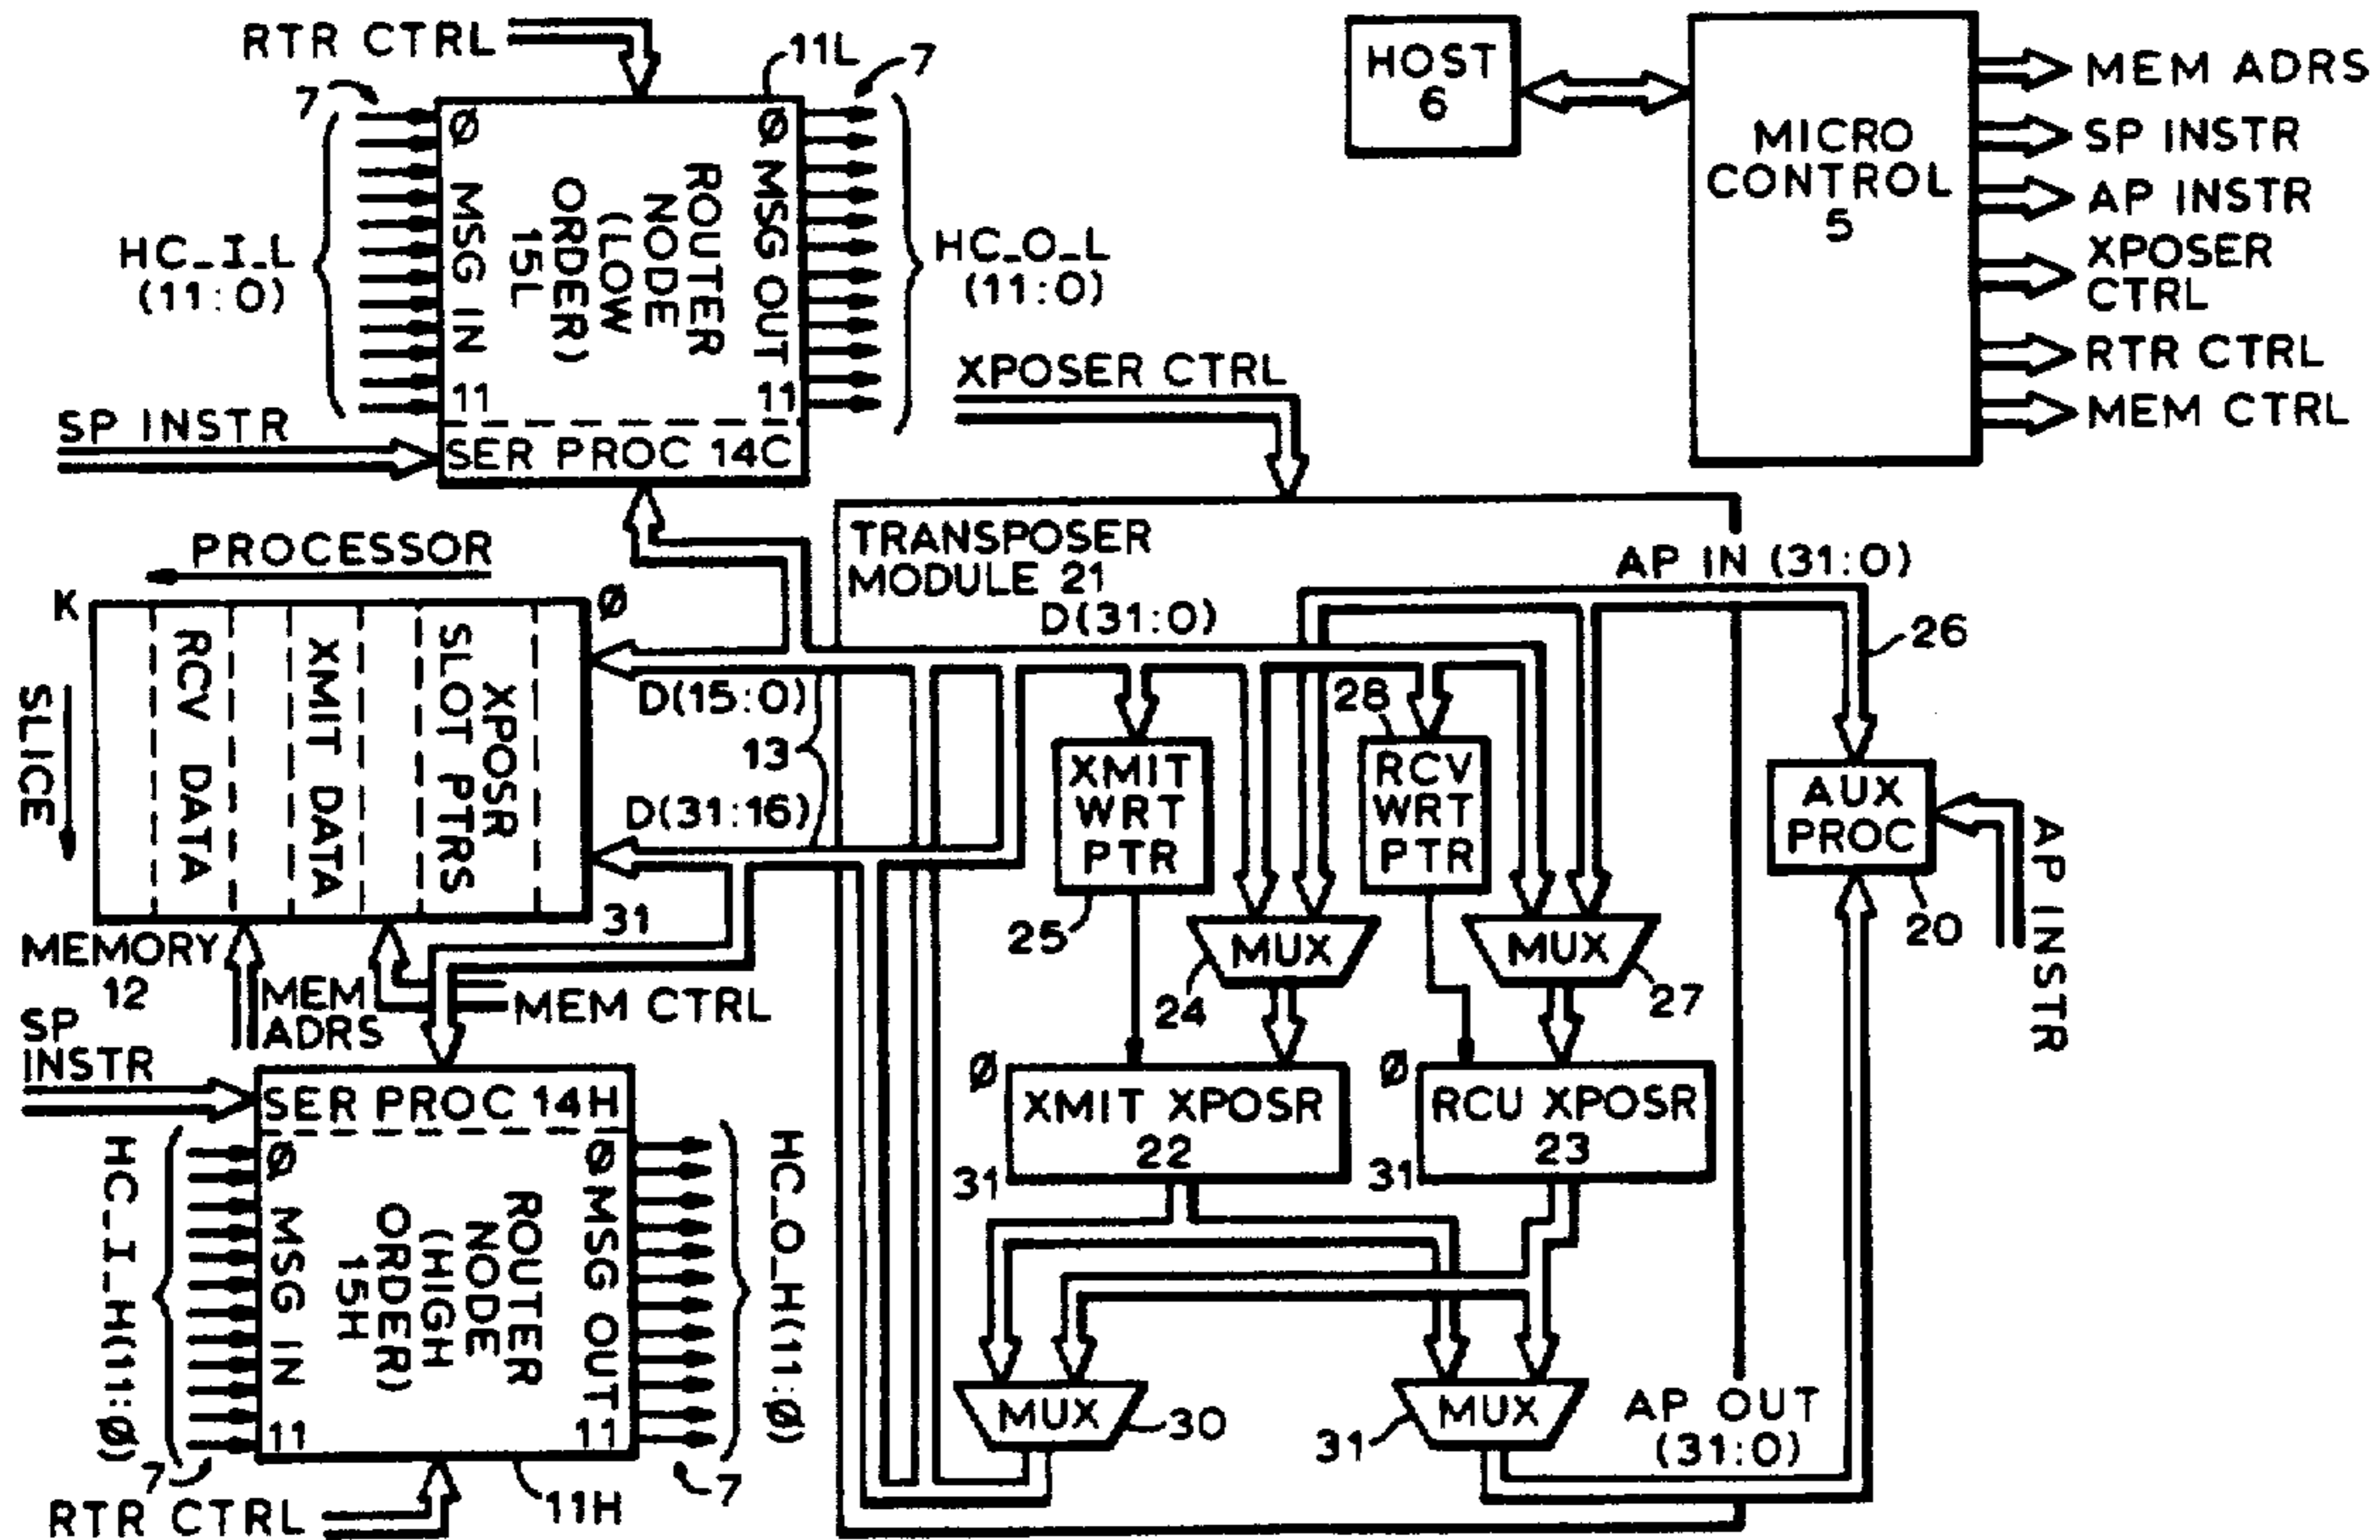 RTR CTRL
11L
7
7
Ø
MSG IN
11
ROUTER
NODE
(LOW
ORDER)
15L
Ø
MSG OUT
11
HC_I_L
(11:0)
HC_O_L
(11:0)
SP INSTR
SER PROC 14C
HOST
6
MICRO
CONTROL
5
MEM ADRS
SP INSTR
AP INSTR
XPOSER
CTRL
RTR CTRL
MEM CTRL
XPOSER CTRL
PROCESSOR
K
Ø
SLICE
RCV DATA
XMIT DATA
XPOSR
SLOT PTRS
31
MEMORY
12
MEM
ADRS
MEM CTRL
D(15:0)
13
D(31:16)
TRANSPOSER
MODULE 21
D(31:0)
AP IN (31:0)
26
XMIT
WRT
PTR
25
28
RCV
WRT
PTR
MUX
24
MUX
27
AUX
PROC
20
AP INSTR
Ø
XMIT XPOSR
22
31
Ø
RCU XPOSR
23
31
MUX
30
MUX
31
AP OUT
(31:0)
SP
INSTR
SER PROC 14H
HC_I_H(11:Ø)
Ø
MSG IN
11
ROUTER
NODE
(HIGH
ORDER)
15H
Ø
MSG OUT
11
HC_O_H(11:Ø)
7
7
RTR CTRL
11H